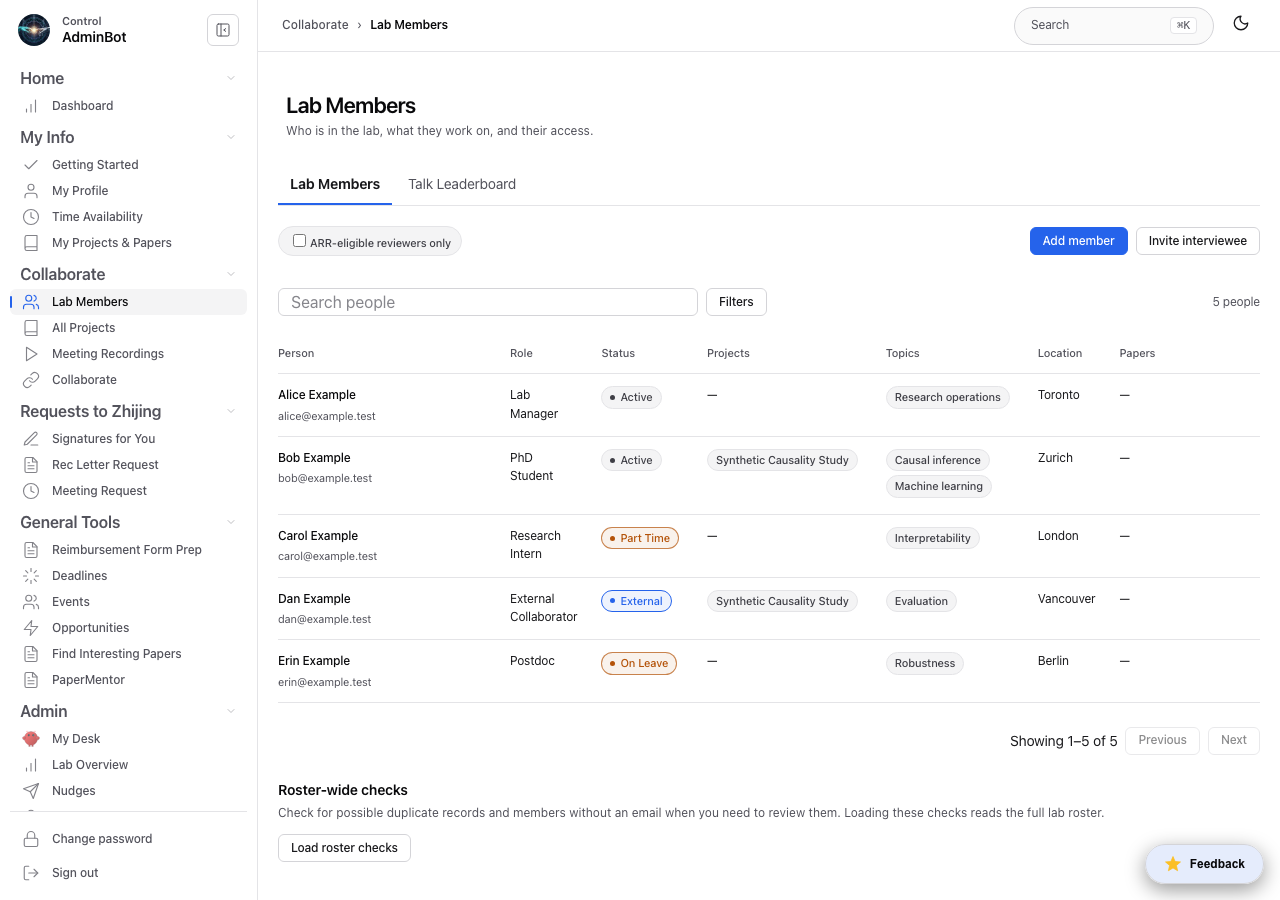 Control
AdminBot
Home
Dashboard
My Info
Getting Started
My Profile
Time Availability
My Projects & Papers
Collaborate
Lab Members
All Projects
Meeting Recordings
Collaborate
Requests to Zhijing
Signatures for You
Rec Letter Request
Meeting Request
General Tools
Reimbursement Form Prep
Deadlines
Events
Opportunities
Find Interesting Papers
PaperMentor
Admin
My Desk
Lab Overview
Nudges
Change password
Sign out
Collaborate › Lab Members
Search ⌘K
Lab Members
Who is in the lab, what they work on, and their access.
Lab Members Talk Leaderboard
ARR-eligible reviewers only
Add member Invite interviewee
Search people Filters 5 people
Person Role Status Projects Topics Location Papers
Alice Example Lab Active — Research operations Toronto —
alice@example.test Manager
Bob Example PhD Active Synthetic Causality Study Causal inference Zurich —
bob@example.test Student Machine learning
Carol Example Research Part Time — Interpretability London —
carol@example.test Intern
Dan Example External External Synthetic Causality Study Evaluation Vancouver —
dan@example.test Collaborator
Erin Example Postdoc On Leave — Robustness Berlin —
erin@example.test
Showing 1–5 of 5 Previous Next
Roster-wide checks
Check for possible duplicate records and members without an email when you need to review them. Loading these checks reads the full lab roster.
Load roster checks
Feedback